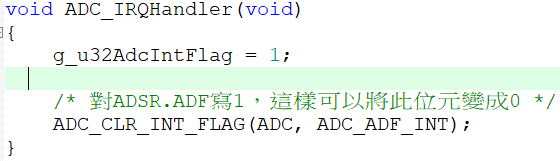 void ADC_IRQHandler(void)
{
g_u32AdcIntFlag = 1;
/* 對ADSR.ADF寫1，這樣可以將此位元變成0 */
ADC_CLR_INT_FLAG(ADC, ADC_ADF_INT);
}